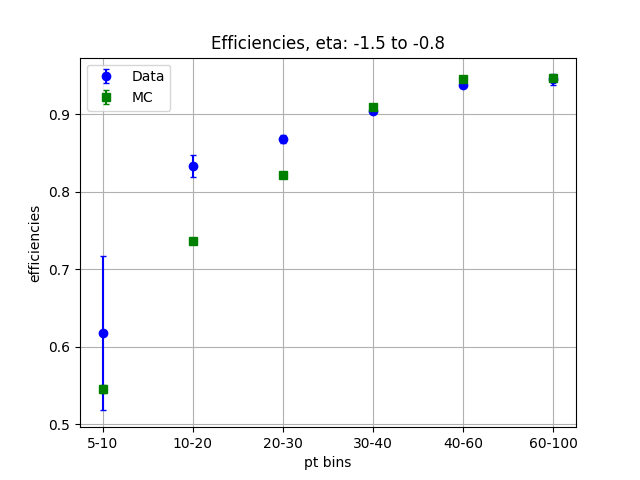 Efficiencies, eta: -1.5 to -0.8
Data
MC
efficiencies
0.9
0.8
0.7
0.6
0.5
5-10 10-20 20-30 30-40 40-60 60-100
pt bins